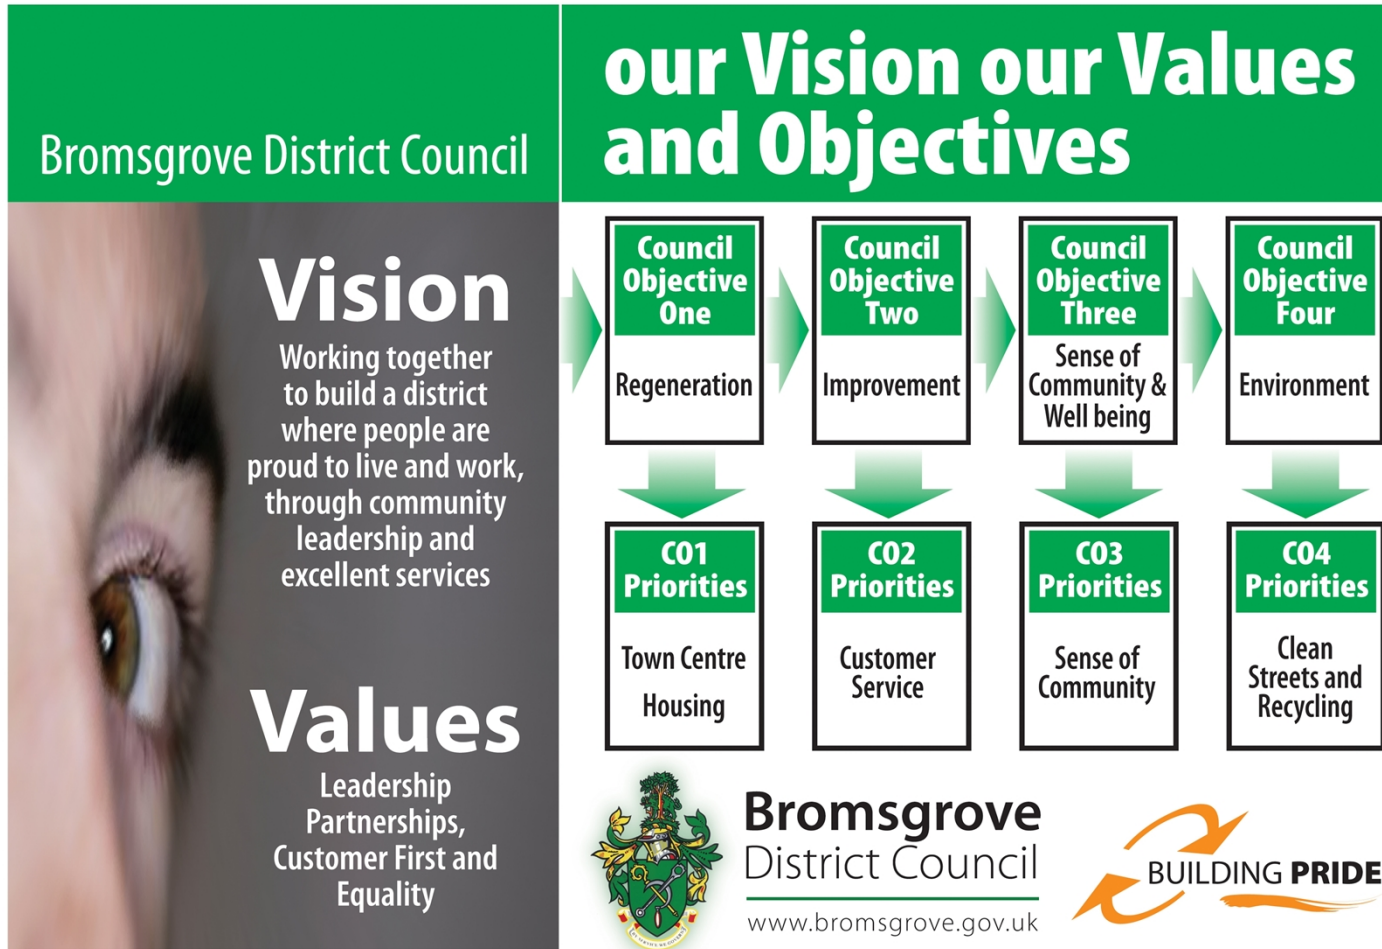 Bromsgrove District Council
our Vision our Values
and Objectives
Vision
Working together
to build a district
where people are
proud to live and work,
through community
leadership and
excellent services
Values
Leadership
Partnerships,
Customer First and
Equality
Council
Objective
One
Regeneration
Council
Objective
Two
Improvement
Council
Objective
Three
Sense of
Community &
Well being
Council
Objective
Four
Environment
CO1
Priorities
Town Centre
Housing
CO2
Priorities
Customer
Service
CO3
Priorities
Sense of
Community
CO4
Priorities
Clean
Streets and
Recycling
Bromsgrove
District Council
www.bromsgrove.gov.uk
BUILDING PRIDE